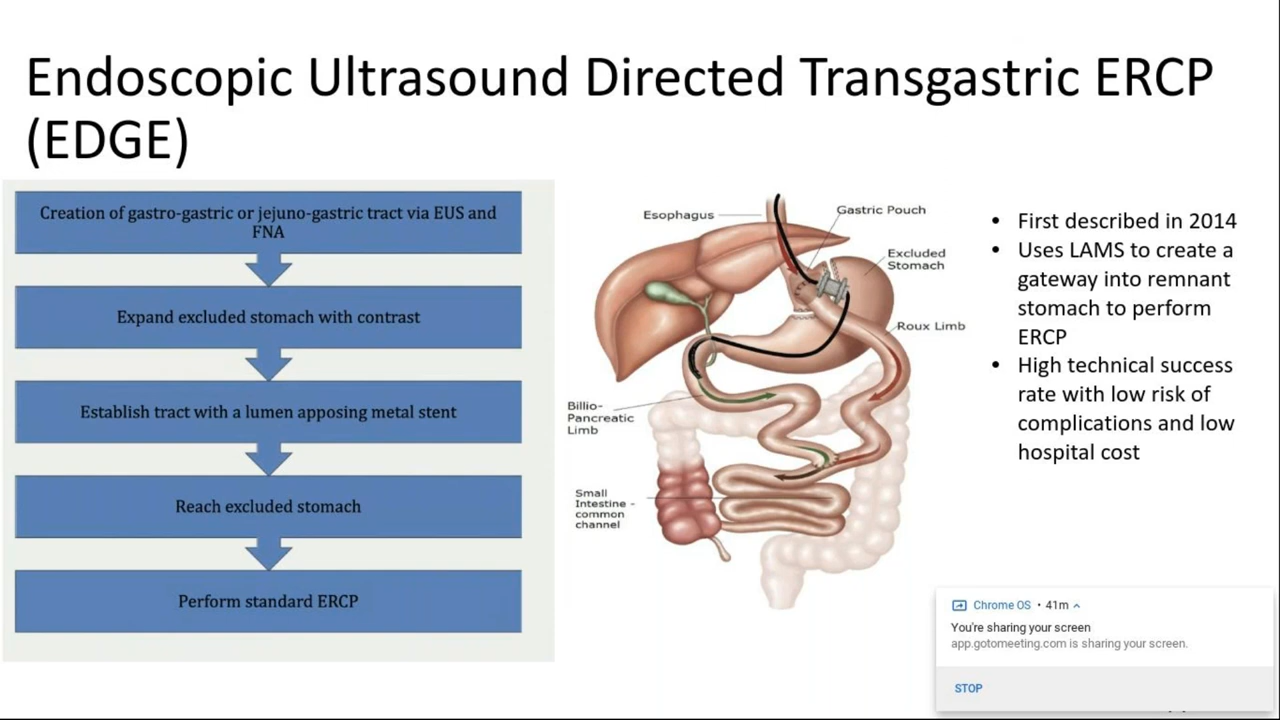 Endoscopic Ultrasound Directed Transgastric ERCP
(EDGE)
Creation of gastro-gastric or jejuno-gastric tract via EUS and
FNA
Expand excluded stomach with contrast
Establish tract with a lumen apposing metal stent
Reach excluded stomach
Perform standard ERCP
Esophagus
Gastric Pouch
Excluded
Stomach
Roux Limb
Billio-
Pancreatic
Limb
Small
Intestine -
common
channel
• First described in 2014
• Uses LAMS to create a
gateway into remnant
stomach to perform
ERCP
• High technical success
rate with low risk of
complications and low
hospital cost
Chrome OS • 41m
You're sharing your screen
app.gotomeeting.com is sharing your screen.
STOP